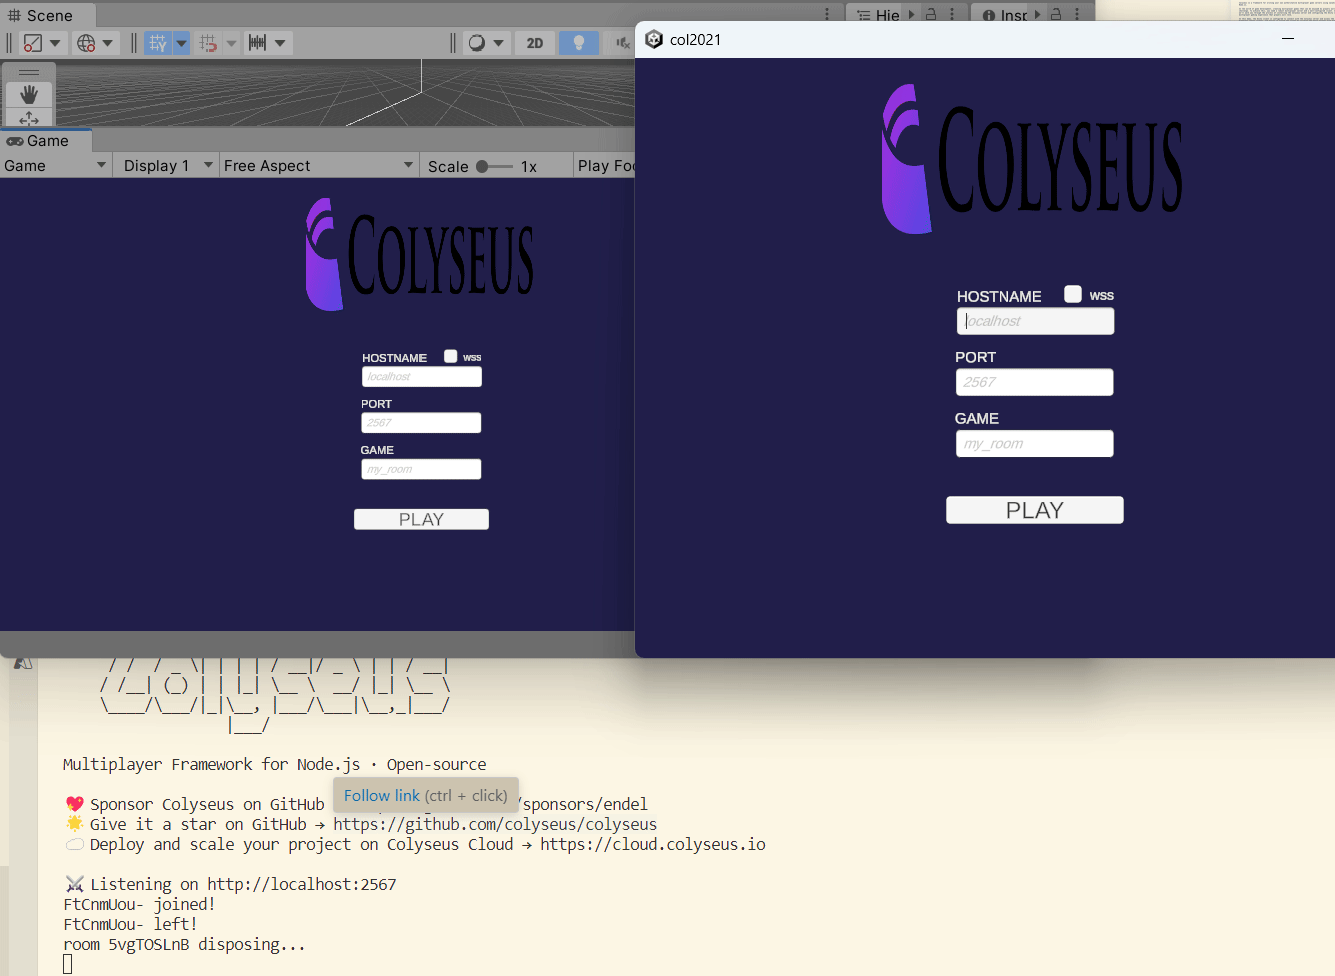 Scene
Hie
Insp
2D
Game
Game
Display 1
Free Aspect
Scale
1x
Play Fo
COLYSEUS
HOSTNAME
wss
localhost
PORT
2567
GAME
my_room
PLAY
col2021
COLYSEUS
HOSTNAME
wss
localhost
PORT
2567
GAME
my_room
PLAY
Multiplayer Framework for Node.js · Open-source
Follow link (ctrl + click)
💖 Sponsor Colyseus on GitHub /sponsors/endel
🌟 Give it a star on GitHub → https://github.com/colyseus/colyseus
☁️ Deploy and scale your project on Colyseus Cloud → https://cloud.colyseus.io
⚔️ Listening on http://localhost:2567
FtCnmUou- joined!
FtCnmUou- left!
room 5vgTOSLnB disposing...